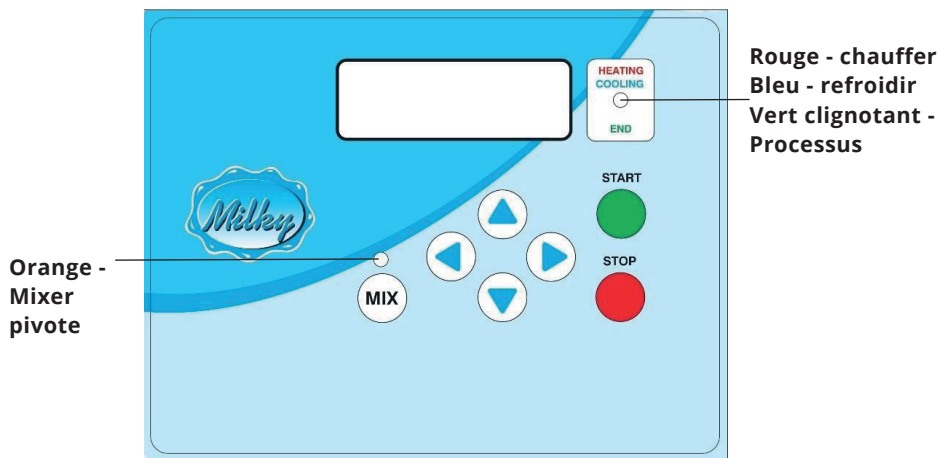 Rouge - chauffer
Bleu - refroidir
Vert clignotant -
Processus
HEATING
COOLING
END
START
Milky
STOP
Orange -
Mixer
pivote
MIX